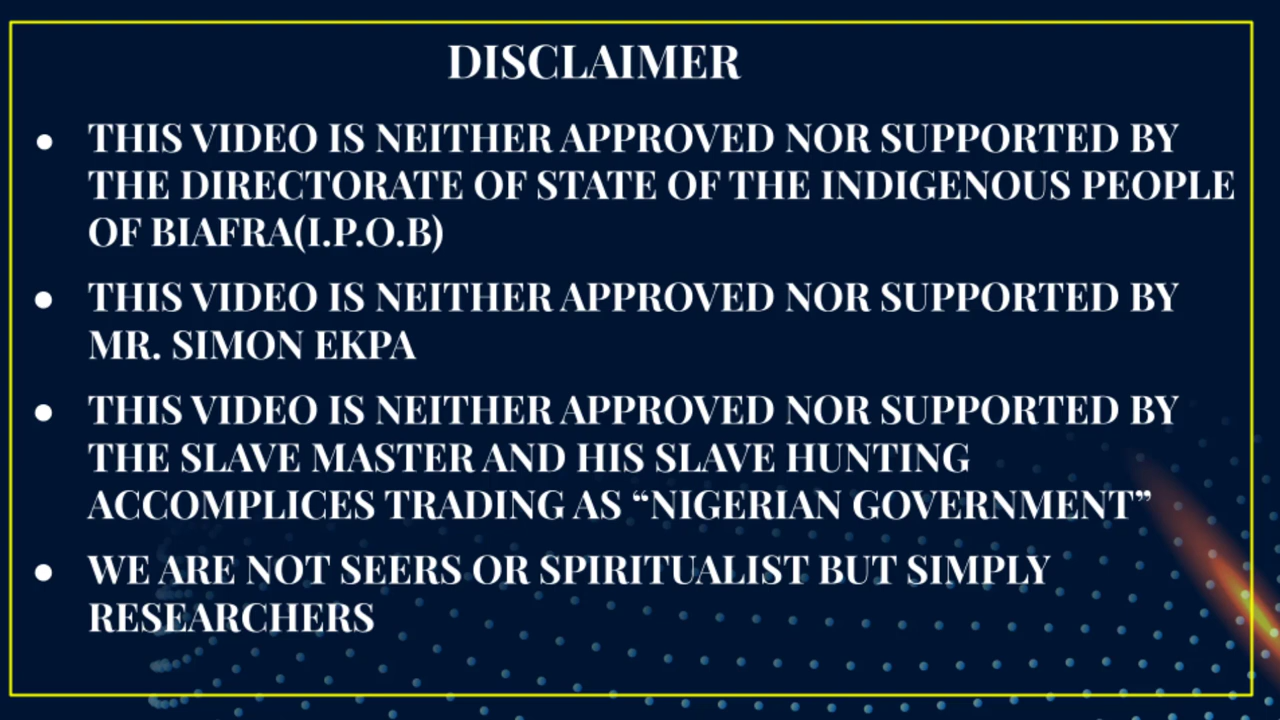 DISCLAIMER
● THIS VIDEO IS NEITHER APPROVED NOR SUPPORTED BY
THE DIRECTORATE OF STATE OF THE INDIGENOUS PEOPLE
OF BIAFRA(I.P.O.B)
● THIS VIDEO IS NEITHER APPROVED NOR SUPPORTED BY
MR. SIMON EKPA
● THIS VIDEO IS NEITHER APPROVED NOR SUPPORTED BY
THE SLAVE MASTER AND HIS SLAVE HUNTING
ACCOMPLICES TRADING AS “NIGERIAN GOVERNMENT”
● WE ARE NOT SEERS OR SPIRITUALIST BUT SIMPLY
RESEARCHERS